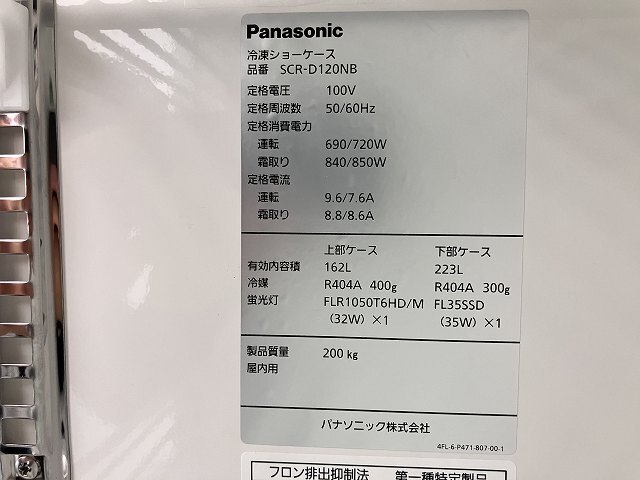 Panasonic
冷凍ショーケース
品番 SCR-D120NB
定格電圧 100V
定格周波数 50/60Hz
定格消費電力
運転 690/720W
霜取り 840/850W
定格電流
運転 9.6/7.6A
霜取り 8.8/8.6A
上部ケース 下部ケース
有効内容積 162L 223L
冷媒 R404A 400g R404A 300g
蛍光灯 FLR1050T6HD/M FL35SSD
(32W)×1 (35W)×1
製品質量 200kg
屋内用
パナソニック株式会社
4FL-6-P471-807-00-1
フロン排出抑制法 第一種特定製品